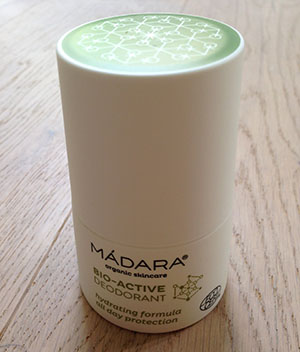 MÁDARA®
organic skincare
BIO-ACTIVE
DEODORANT
hydrating formula
all day protection